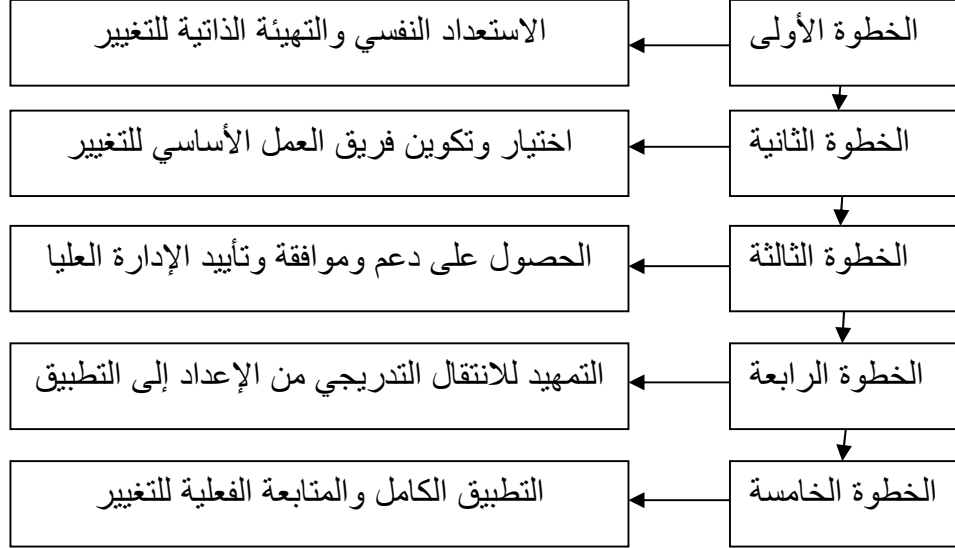 الخطوة الأولى
الاستعداد النفسي والتهيئة الذاتية للتغيير
الخطوة الثانية
اختيار وتكوين فريق العمل الأساسي للتغيير
الخطوة الثالثة
الحصول على دعم وموافقة وتأييد الإدارة العليا
الخطوة الرابعة
التمهيد للانتقال التدريجي من الإعداد إلى التطبيق
الخطوة الخامسة
التطبيق الكامل والمتابعة الفعلية للتغيير